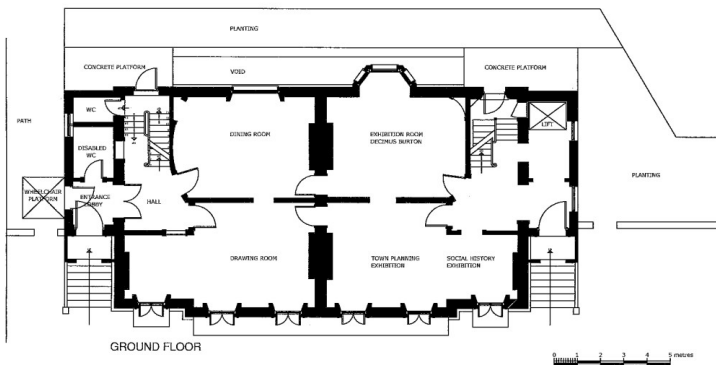 PLANTING
CONCRETE PLATFORM
VOID
CONCRETE PLATFORM
WC
LIFT
PATH
DINING ROOM
EXHIBITION ROOM
DECIMUS BURTON
DISABLED
WC
PLANTING
WHEELCHAIR
PLATFORM
ENTRANCE
LOBBY
HALL
DRAWING ROOM
TOWN PLANNING
EXHIBITION
SOCIAL HISTORY
EXHIBITION
GROUND FLOOR
0 1 2 3 4 5 metres